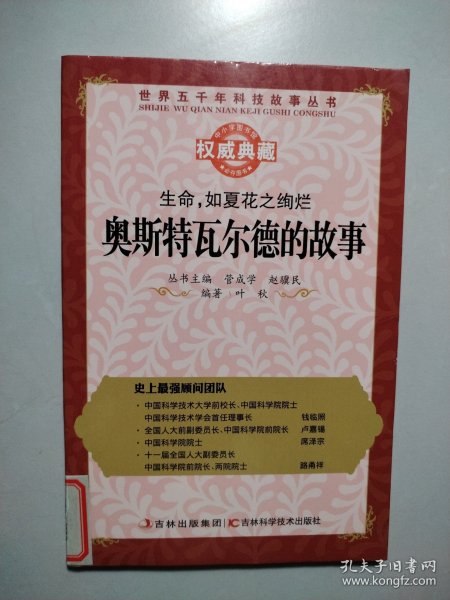 世界五千年科技故事丛书
SHIJIE WU QIAN NIAN KEJI GUSHI CONGSHU
中小学图书馆
权威典藏
必备图书
生命，如夏花之绚烂
奥斯特瓦尔德的故事
丛书主编 管成学 赵骥民
编著 叶秋
史上最强顾问团队
· 中国科学技术大学前校长、中国科学院院士
中国科学技术学会首任理事长 钱临照
· 全国人大前副委员长、中国科学院前院长 卢嘉锡
· 中国科学院院士 席泽宗
· 十一届全国人大副委员长
中国科学院前院长、两院院士 路甬祥
吉林出版集团 吉林科学技术出版社
孔夫子旧书网
www.kongfz.com